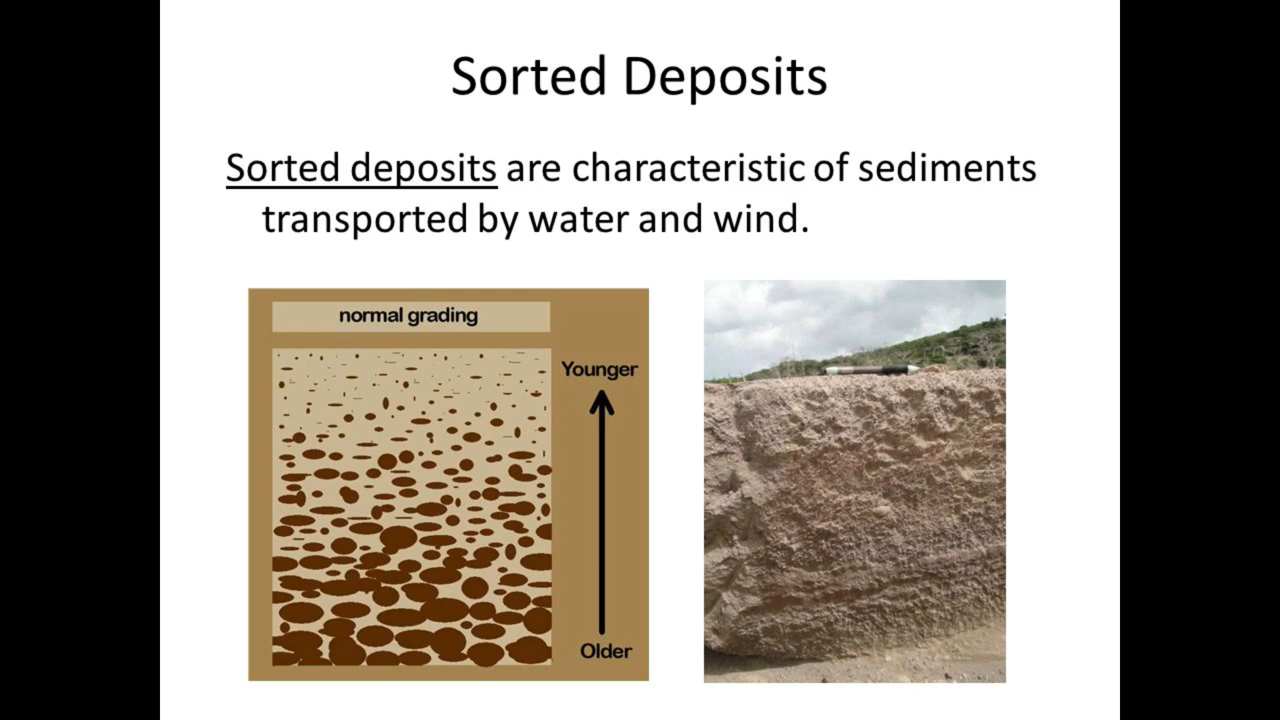 Sorted Deposits
Sorted deposits are characteristic of sediments
transported by water and wind.
normal grading
Younger
Older